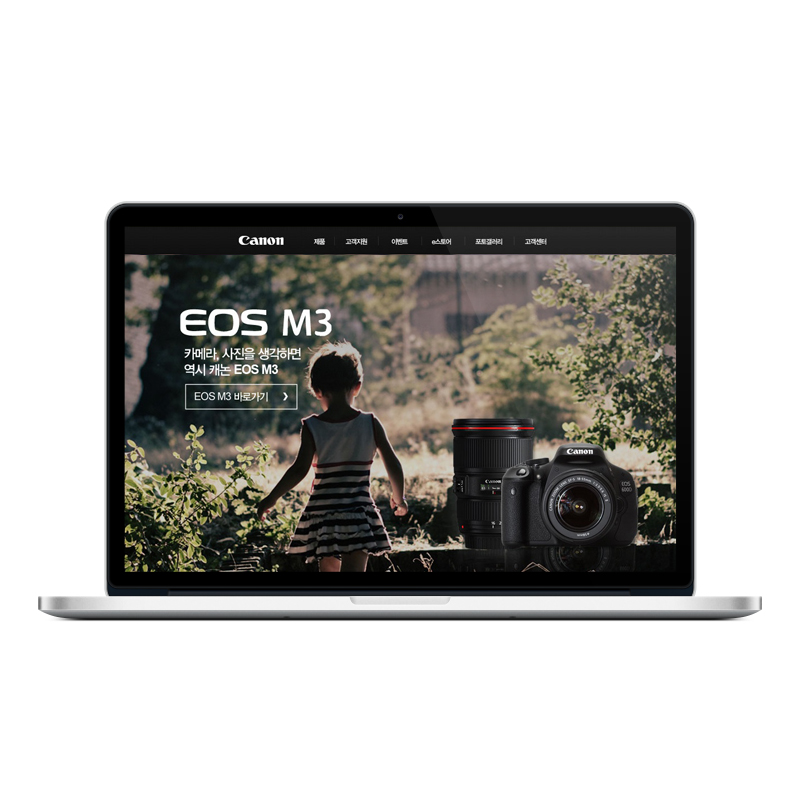 Canon 제품 고객지원 이벤트 e스토어 포토갤러리 고객센터
EOS M3
카메라, 사진을 생각하면
역시 캐논 EOS M3
EOS M3 바로가기
Canon
Canon
EOS